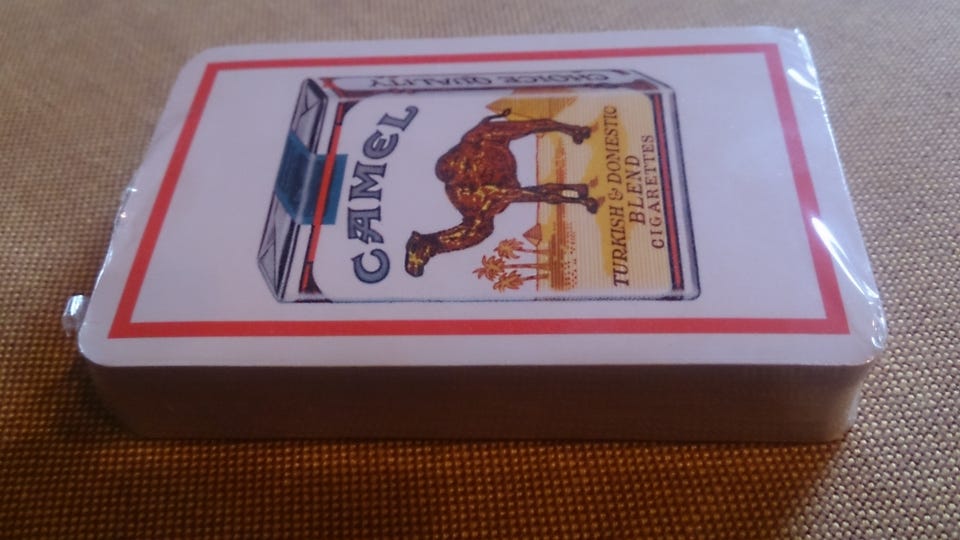 CHOICE QUALITY
CAMEL
TURKISH & DOMESTIC
BLEND
CIGARETTES